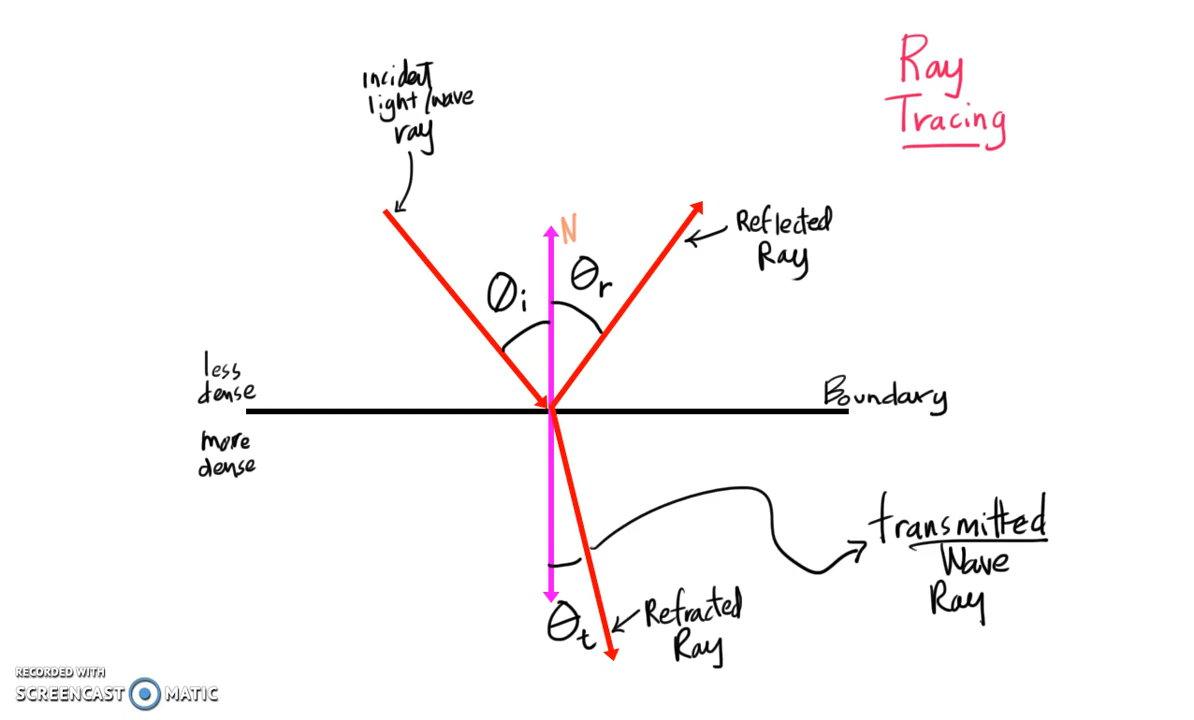 Ray
Tracing
Incident
light/wave
ray
N
Reflected
Ray
Øi
θr
less
dense
Boundary
more
dense
transmitted
Wave
Ray
θt
Refracted
Ray
RECORDED WITH
SCREENCAST MATIC